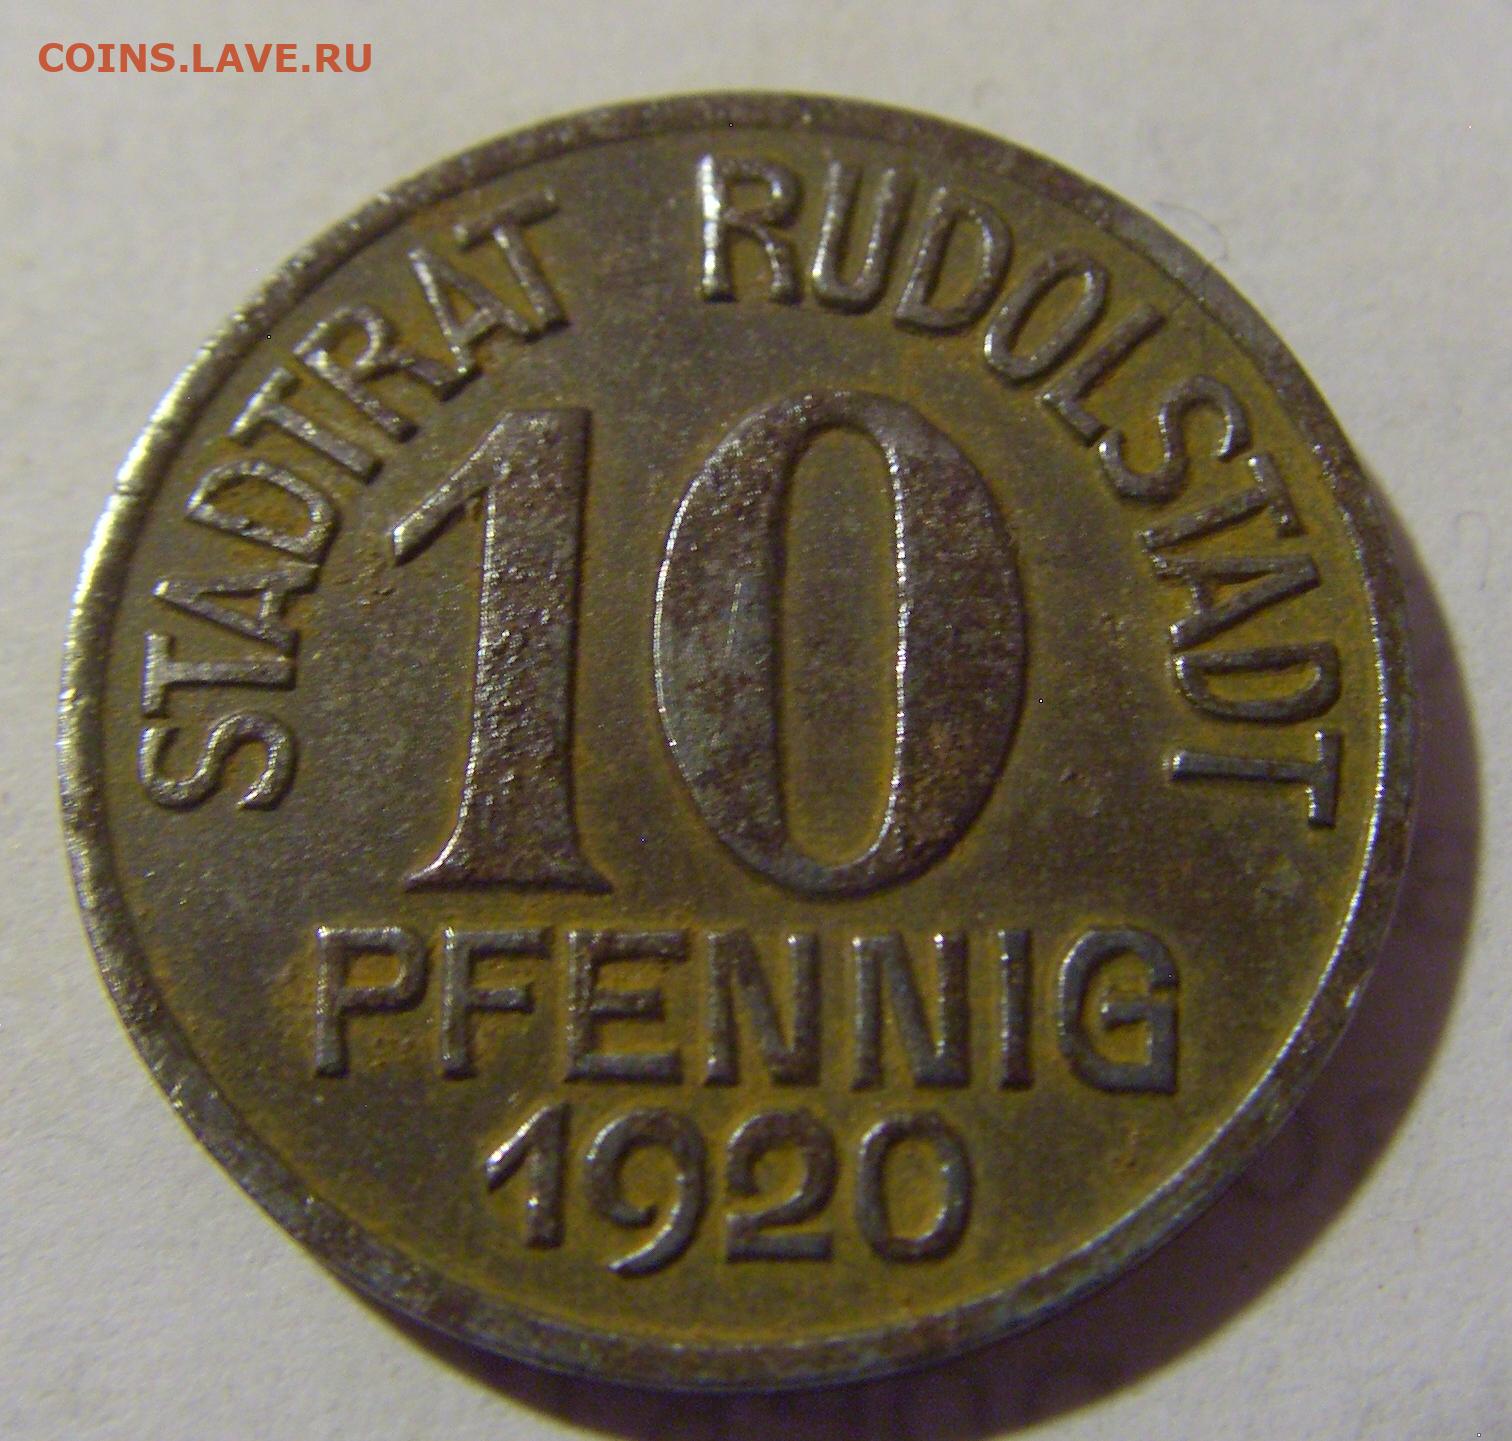 COINS.LAVE.RU
STADTRAT RUDOLSTADT
10
PFENNIG
1920